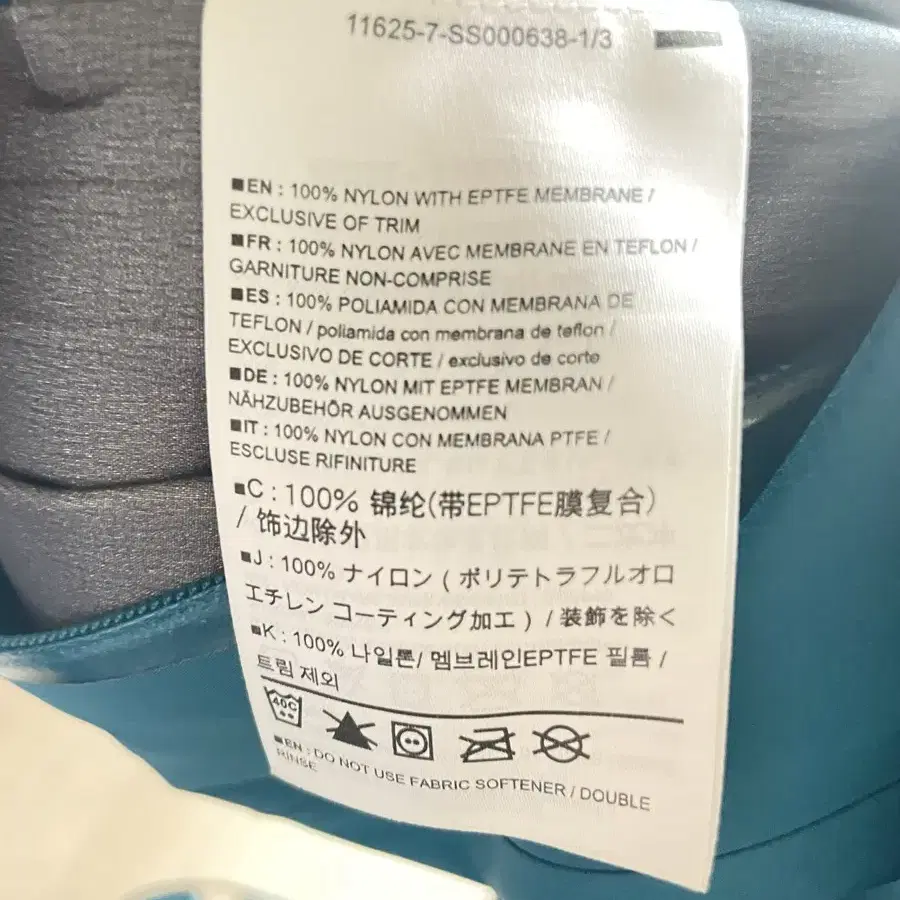 11625-7-SS000638-1/3
■EN : 100% NYLON WITH EPTFE MEMBRANE /
EXCLUSIVE OF TRIM
■FR : 100% NYLON AVEC MEMBRANE EN TEFLON /
GARNITURE NON-COMPRISE
■ES : 100% POLIAMIDA CON MEMBRANA DE
TEFLON / poliamida con membrana de teflon /
EXCLUSIVO DE CORTE / exclusivo de corte
■DE : 100% NYLON MIT EPTFE MEMBRAN /
NÄHZUBEHÖR AUSGENOMMEN
■IT : 100% NYLON CON MEMBRANA PTFE /
ESCLUSE RIFINITURE
■C : 100% 锦纶(带EPTFE膜复合)
/ 饰边除外
■J : 100% ナイロン ( ポリテトラフルオロ
エチレン コーティング加工 ) / 装飾を除く
■K : 100% 나일론/ 멤브레인EPTFE 필름 /
트림 제외
40C
■EN : DO NOT USE FABRIC SOFTENER / DOUBLE
RINSE